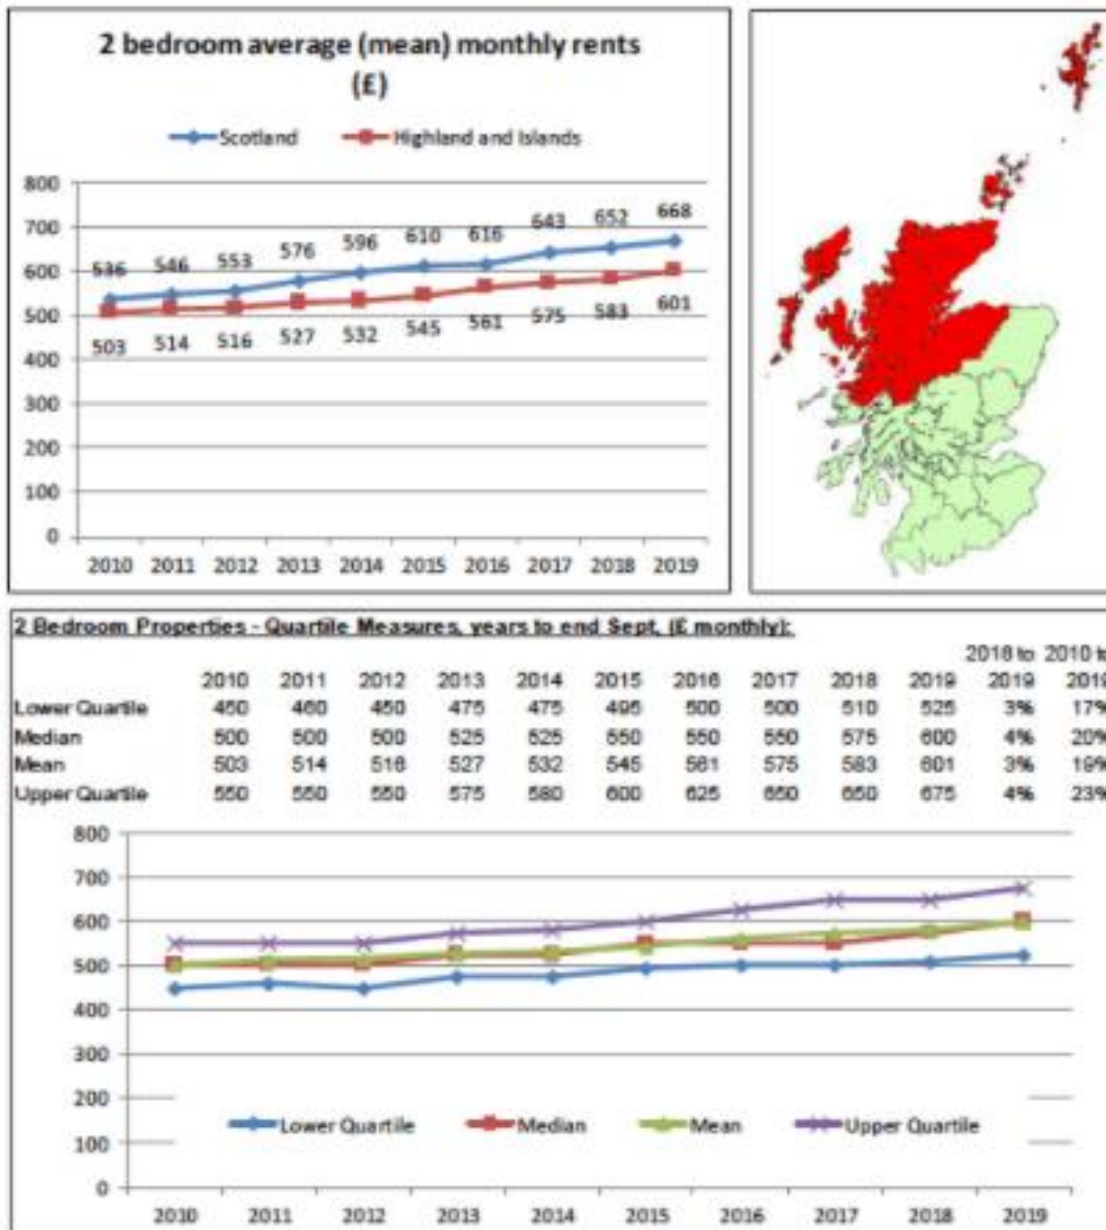 2 bedroom average (mean) monthly rents
(£)
Scotland Highland and Islands
800
700
600
500
400
300
200
100
0
536 546 553 576 596 610 616 643 652 668
503 514 516 527 532 545 561 575 583 601
2010 2011 2012 2013 2014 2015 2016 2017 2018 2019
2 Bedroom Properties - Quartile Measures, years to end Sept, (£ monthly):
2018 to 2010 to
2010 2011 2012 2013 2014 2015 2016 2017 2018 2019 2019 2019
Lower Quartile 450 460 450 475 475 495 500 500 510 525 3% 17%
Median 500 500 500 525 525 550 550 550 575 600 4% 20%
Mean 503 514 516 527 532 545 561 575 583 601 3% 19%
Upper Quartile 550 550 550 575 580 600 625 650 650 675 4% 23%
800
700
600
500
400
300
200
100
0
Lower Quartile Median Mean Upper Quartile
2010 2011 2012 2013 2014 2015 2016 2017 2018 2019